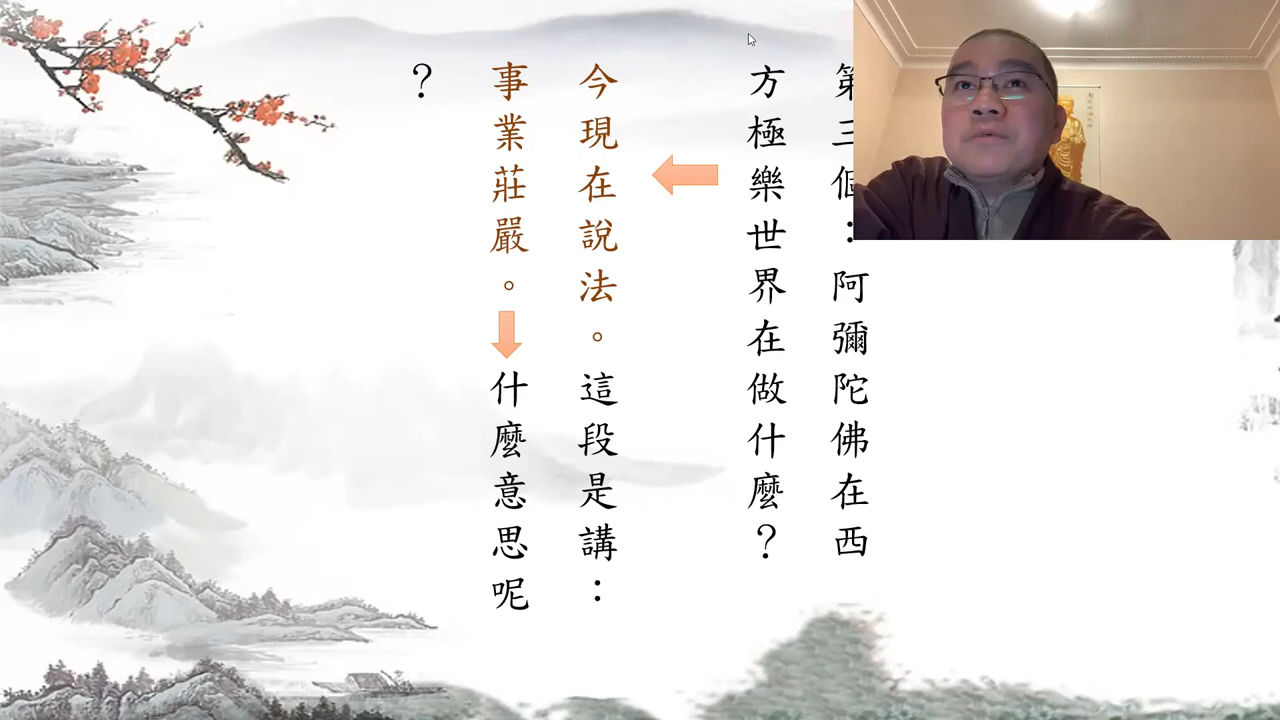 第三個：阿彌陀佛在西
方極樂世界在做什麼？
今現在說法。這段是講：
事業莊嚴。什麼意思呢
？